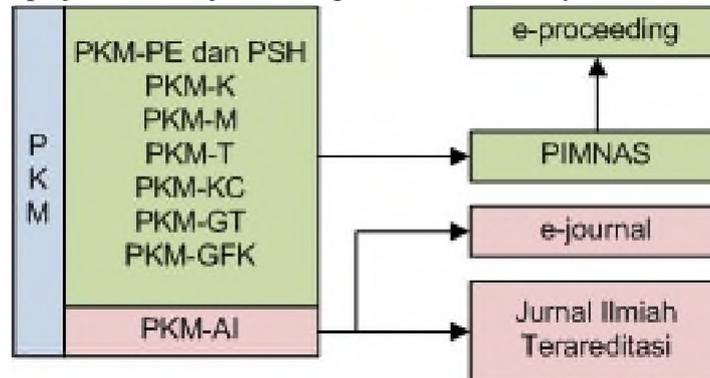 P
K
M
PKM-PE dan PSH
PKM-K
PKM-M
PKM-T
PKM-KC
PKM-GT
PKM-GFK
PKM-AI
e-proceeding
PIMNAS
e-journal
Jurnal Ilmiah
Terareditasi